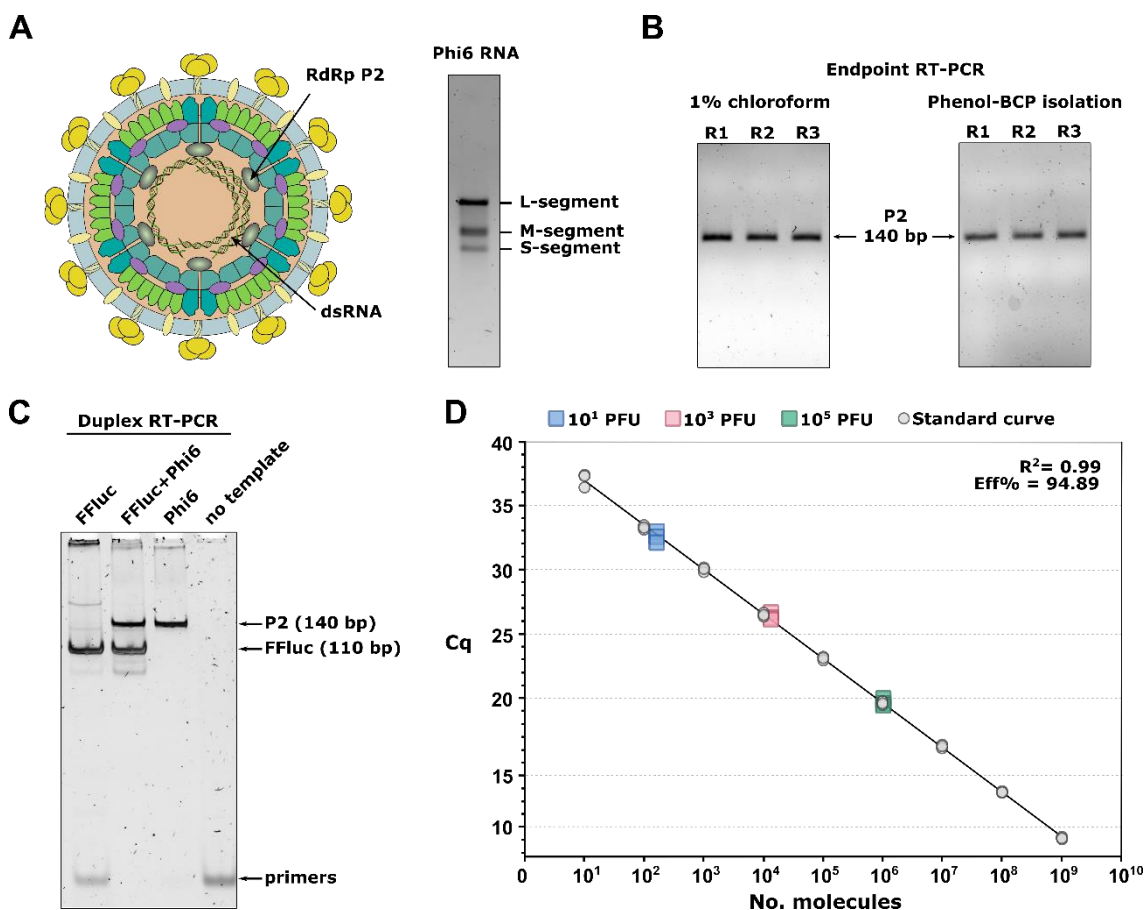 A
RdRp P2
dsRNA
Phi6 RNA
L-segment
M-segment
S-segment
B
Endpoint RT-PCR
1% chloroform
R1 R2 R3
Phenol-BCP isolation
R1 R2 R3
P2
140 bp
C
Duplex RT-PCR
FFluc
FFluc+Phi6
Phi6
no template
P2 (140 bp)
FFluc (110 bp)
primers
D
10¹ PFU 10³ PFU 10⁵ PFU Standard curve
R²= 0.99
Eff% = 94.89
Cq
40
35
30
25
20
15
10
0 10¹ 10² 10³ 10⁴ 10⁵ 10⁶ 10⁷ 10⁸ 10⁹ 10¹⁰
No. molecules